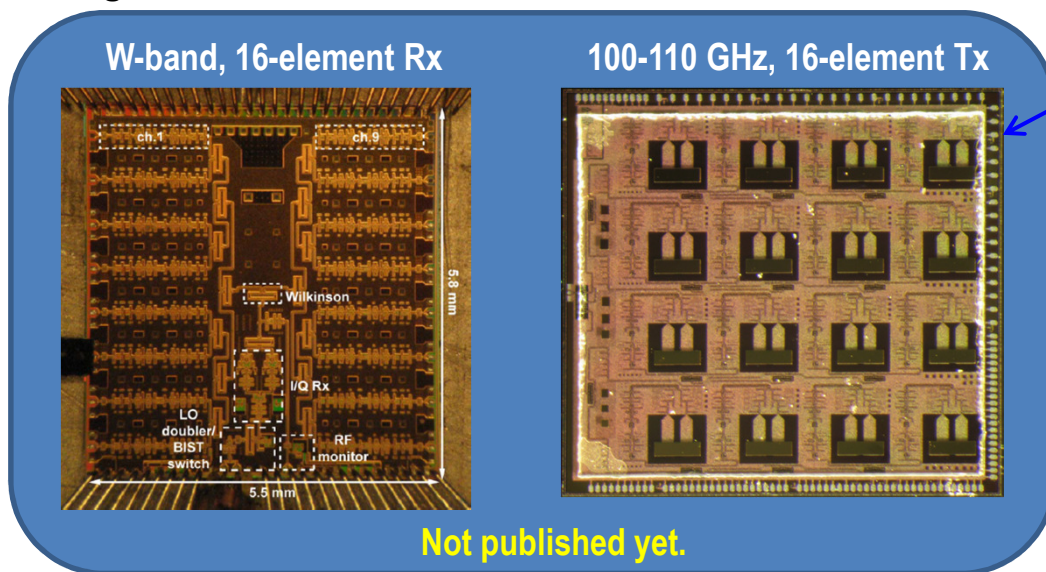 W-band, 16-element Rx
100-110 GHz, 16-element Tx
ch.1
ch.9
5.8 mm
Wilkinson
I/Q Rx
LO
doubler/
BIST
switch
RF
monitor
5.5 mm
Not published yet.